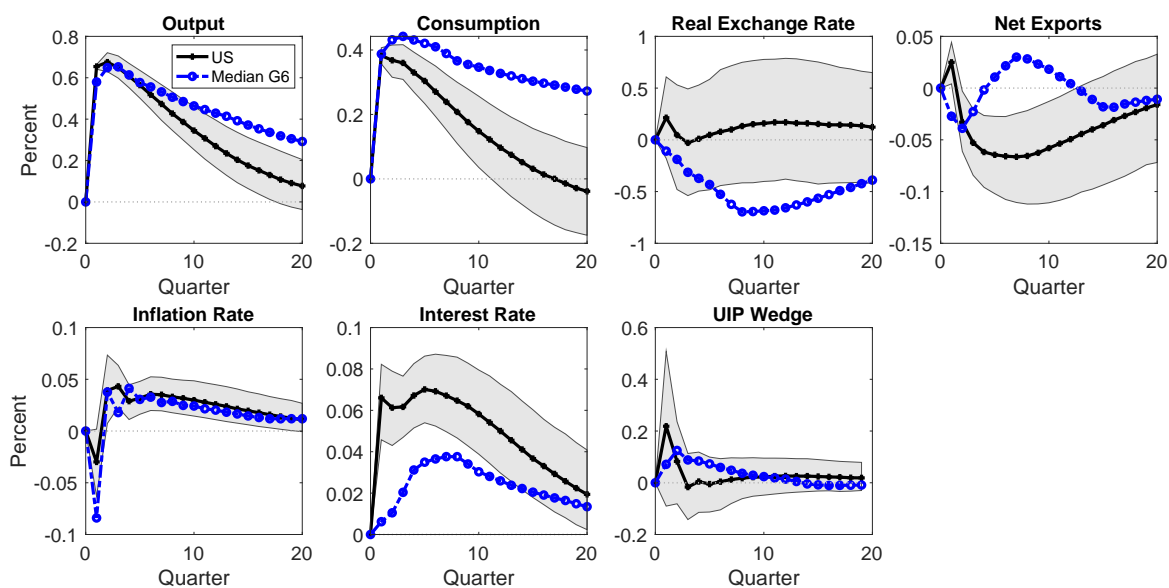 Output
Consumption
Real Exchange Rate
Net Exports
0.8
0.6
0.4
0.2
0
-0.2
Percent
US
Median G6
0 10 20
Quarter
0.4
0.2
0
-0.2
0 10 20
Quarter
1
0.5
0
-0.5
-1
0 10 20
Quarter
0.05
0
-0.05
-0.1
-0.15
0 10 20
Quarter
Inflation Rate
Interest Rate
UIP Wedge
0.1
0.05
0
-0.05
-0.1
Percent
0 10 20
Quarter
0.1
0.08
0.06
0.04
0.02
0
0 10 20
Quarter
0.6
0.4
0.2
0
-0.2
0 10 20
Quarter